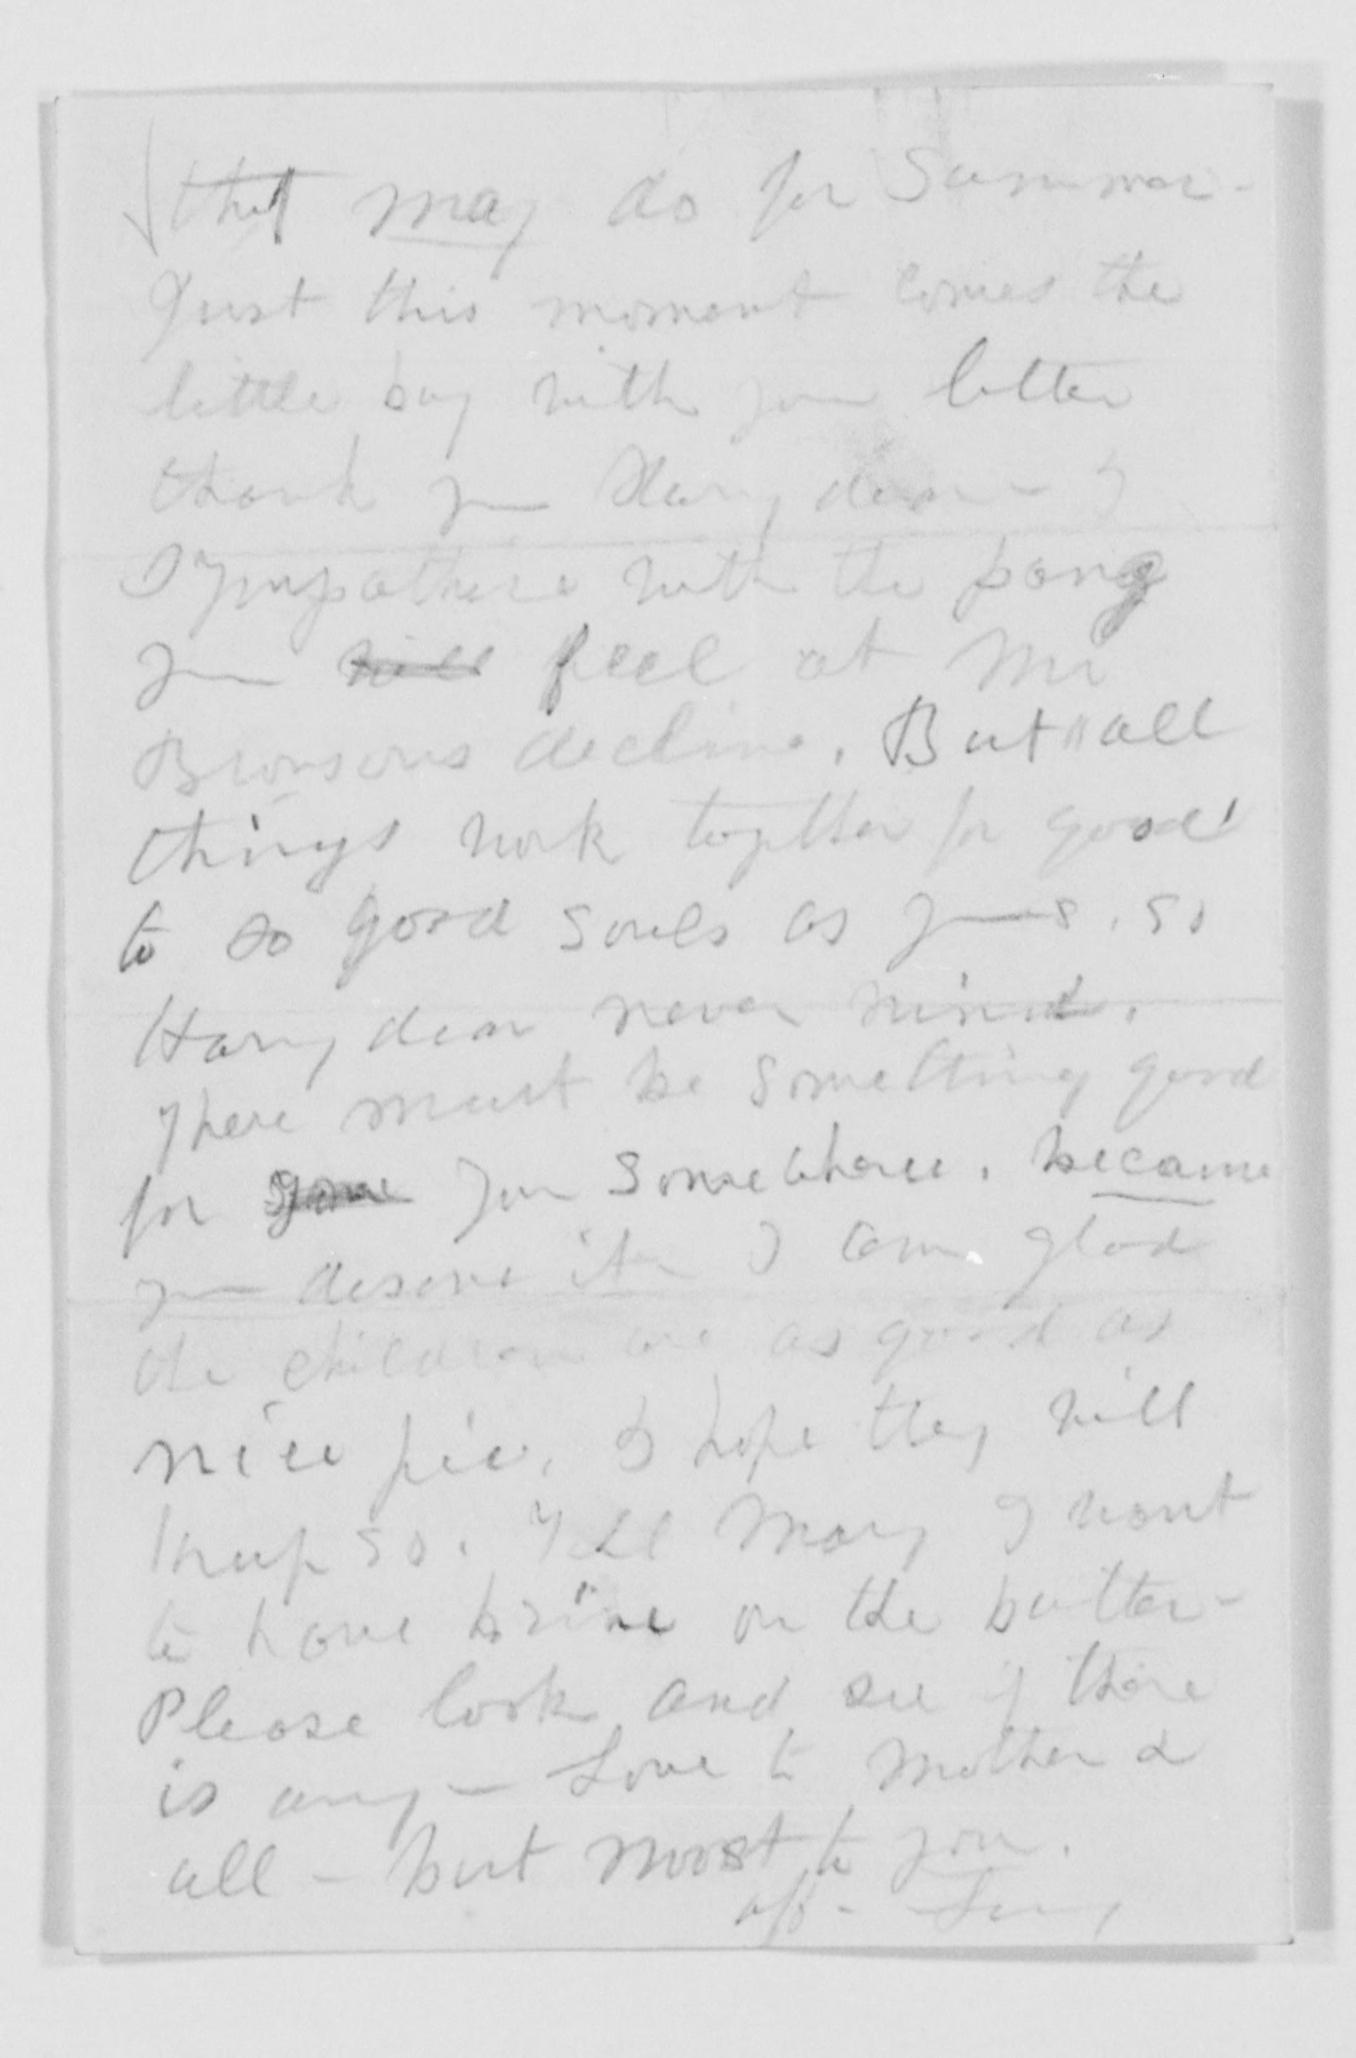 that may do for Summer -
Just this moment comes the
little boy with your letter
thank you Harry dear - I
Sympathise with the pang
you will feel at Mr
Bronsons decline. But "all
things work together for good"
to so good souls as yours. So
Harry dear never mind.
There must be something good
for you somewhere. because
you deserve it - I am glad
the children are as good as
nice pie. I hope they will
keep so. Tell Mary I want
to have brine on the butter -
Please look and see if there
is any - Love to Mother &
all - but most to you.
aff -